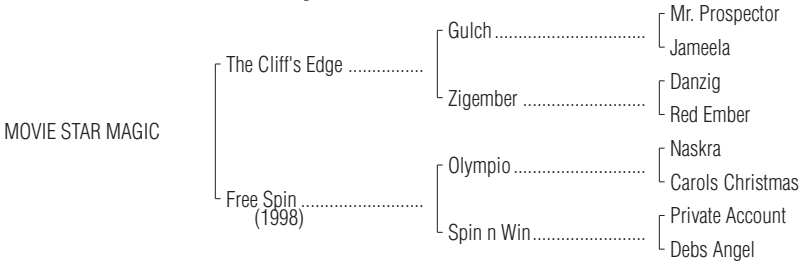 Mr. Prospector
Gulch ................................
Jameela
The Cliff's Edge ................
Danzig
Zigember ..........................
Red Ember
MOVIE STAR MAGIC
Naskra
Olympio ............................
Carols Christmas
Free Spin ..........................
(1998)
Private Account
Spin n Win ........................
Debs Angel